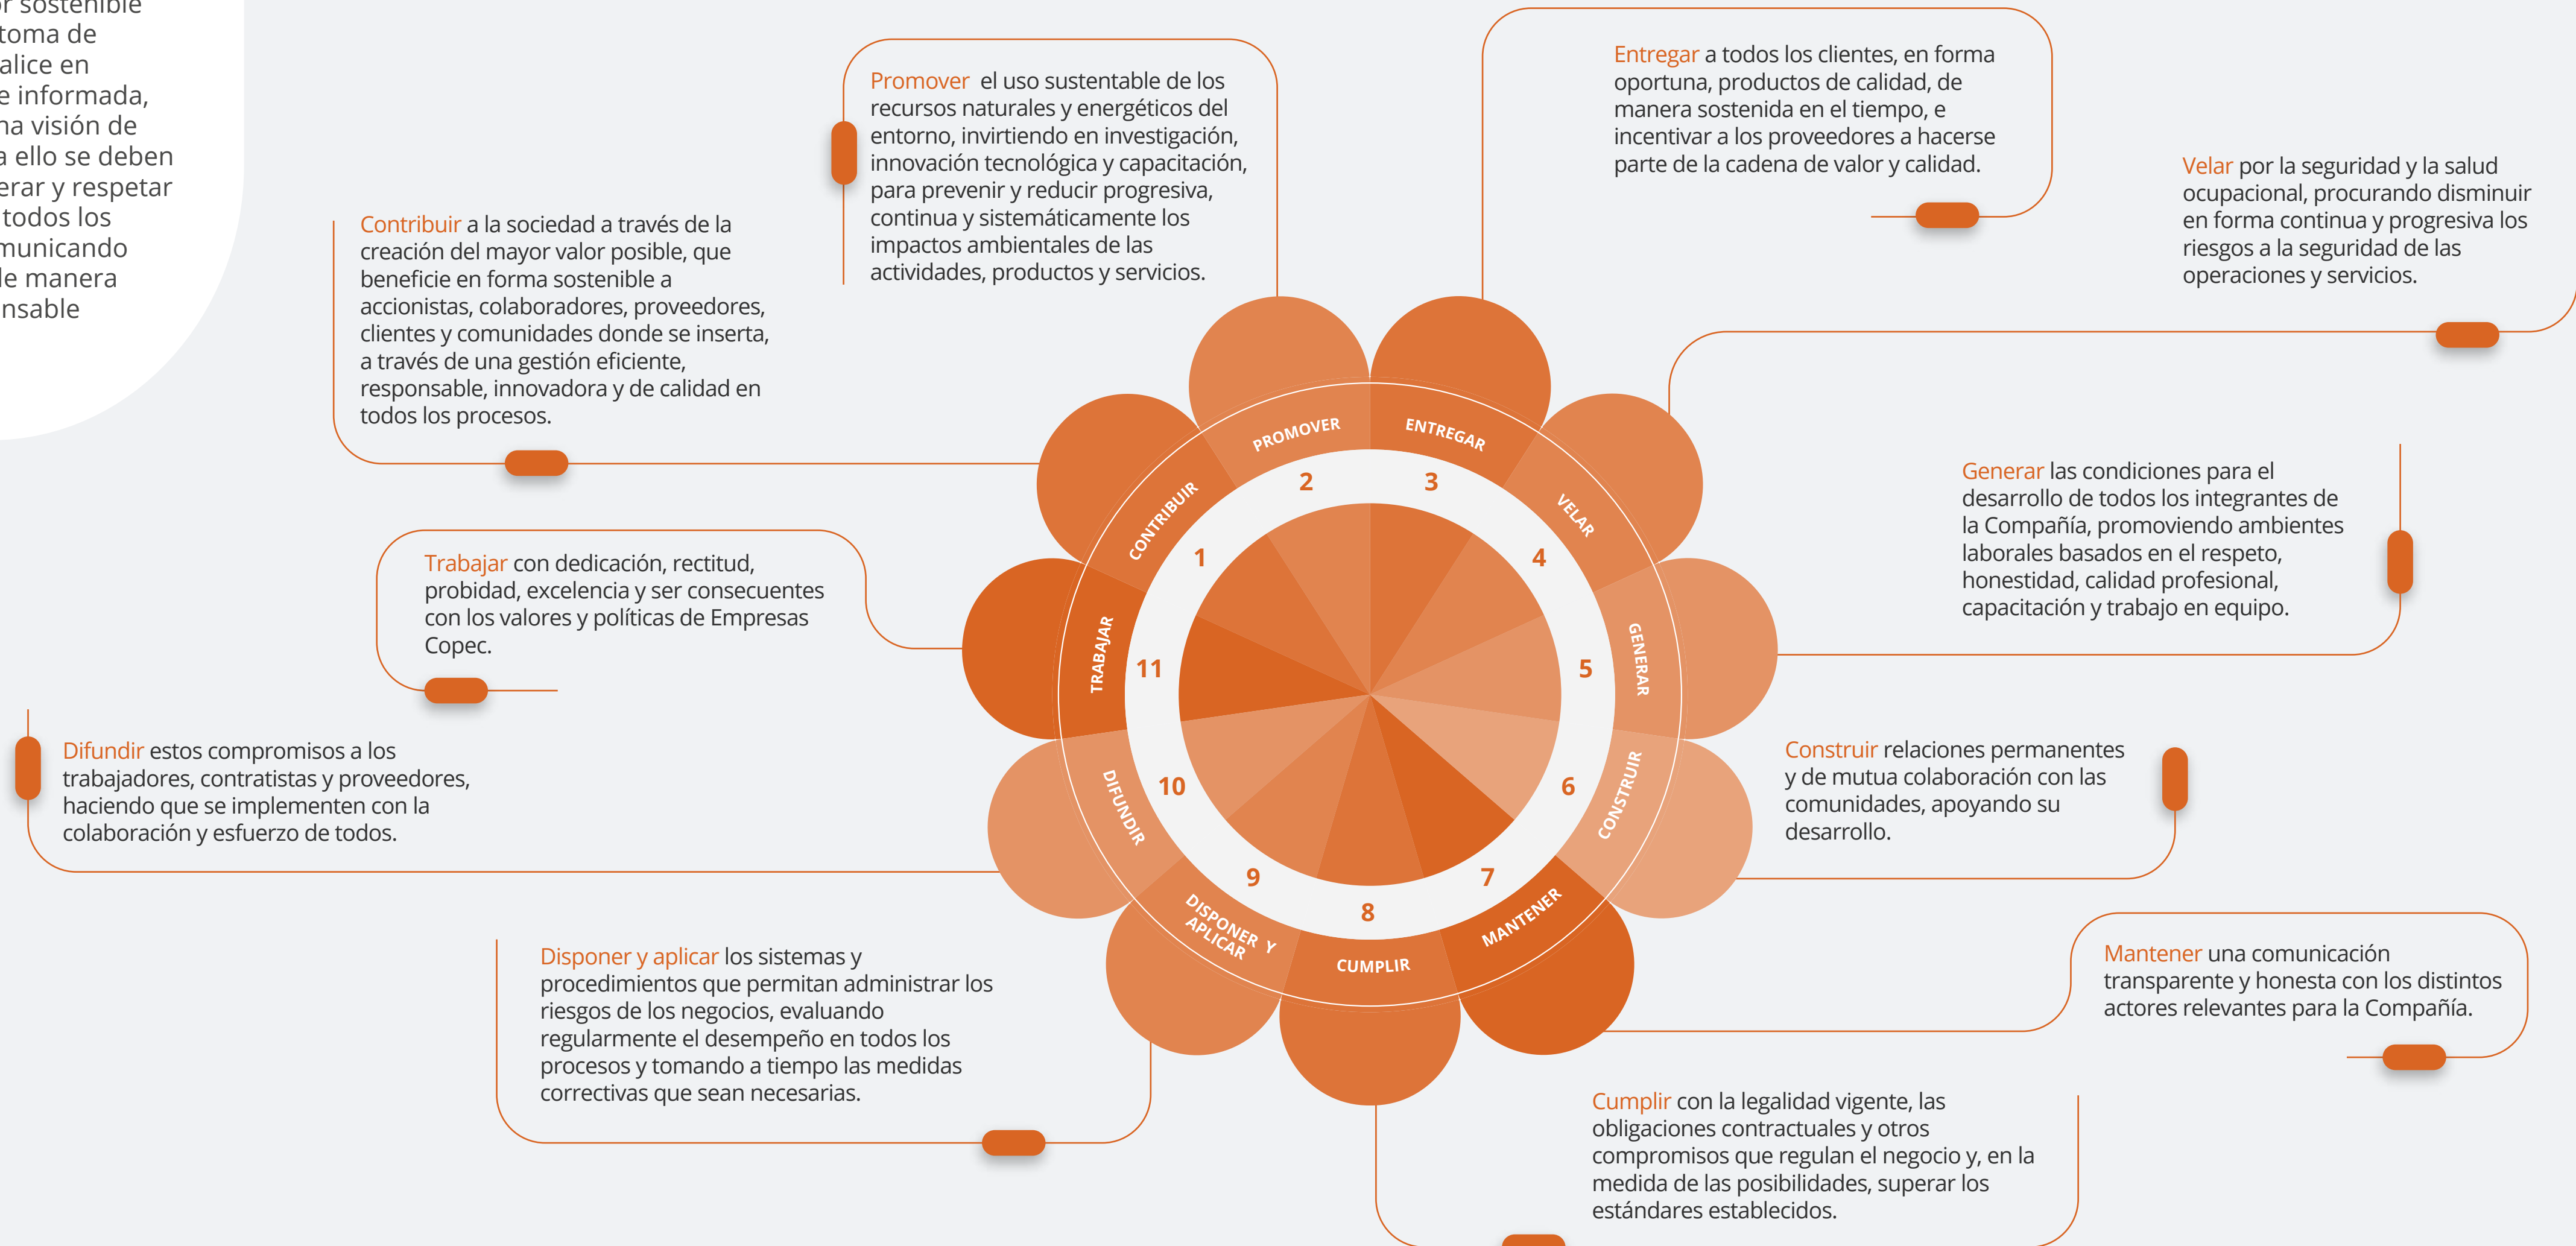 r sostenible
toma de
alice en
e informada,
na visión de
a ello se deben
erar y respetar
todos los
municando
le manera
nsable
Promover el uso sustentable de los
recursos naturales y energéticos del
entorno, invirtiendo en investigación,
innovación tecnológica y capacitación,
para prevenir y reducir progresiva,
continua y sistemáticamente los
impactos ambientales de las
actividades, productos y servicios.
Entregar a todos los clientes, en forma
oportuna, productos de calidad, de
manera sostenida en el tiempo, e
incentivar a los proveedores a hacerse
parte de la cadena de valor y calidad.
Velar por la seguridad y la salud
ocupacional, procurando disminuir
en forma continua y progresiva los
riesgos a la seguridad de las
operaciones y servicios.
Contribuir a la sociedad a través de la
creación del mayor valor posible, que
beneficie en forma sostenible a
accionistas, colaboradores, proveedores,
clientes y comunidades donde se inserta,
a través de una gestión eficiente,
responsable, innovadora y de calidad en
todos los procesos.
Generar las condiciones para el
desarrollo de todos los integrantes de
la Compañía, promoviendo ambientes
laborales basados en el respeto,
honestidad, calidad profesional,
capacitación y trabajo en equipo.
Trabajar con dedicación, rectitud,
probidad, excelencia y ser consecuentes
con los valores y políticas de Empresas
Copec.
Difundir estos compromisos a los
trabajadores, contratistas y proveedores,
haciendo que se implementen con la
colaboración y esfuerzo de todos.
Construir relaciones permanentes
y de mutua colaboración con las
comunidades, apoyando su
desarrollo.
Disponer y aplicar los sistemas y
procedimientos que permitan administrar los
riesgos de los negocios, evaluando
regularmente el desempeño en todos los
procesos y tomando a tiempo las medidas
correctivas que sean necesarias.
Mantener una comunicación
transparente y honesta con los distintos
actores relevantes para la Compañía.
Cumplir con la legalidad vigente, las
obligaciones contractuales y otros
compromisos que regulan el negocio y, en la
medida de las posibilidades, superar los
estándares establecidos.
CONTRIBUIR
1
PROMOVER
2
ENTREGAR
3
VELAR
4
GENERAR
5
CONSTRUIR
6
MANTENER
7
CUMPLIR
8
DISPONER Y
APLICAR
9
DIFUNDIR
10
TRABAJAR
11